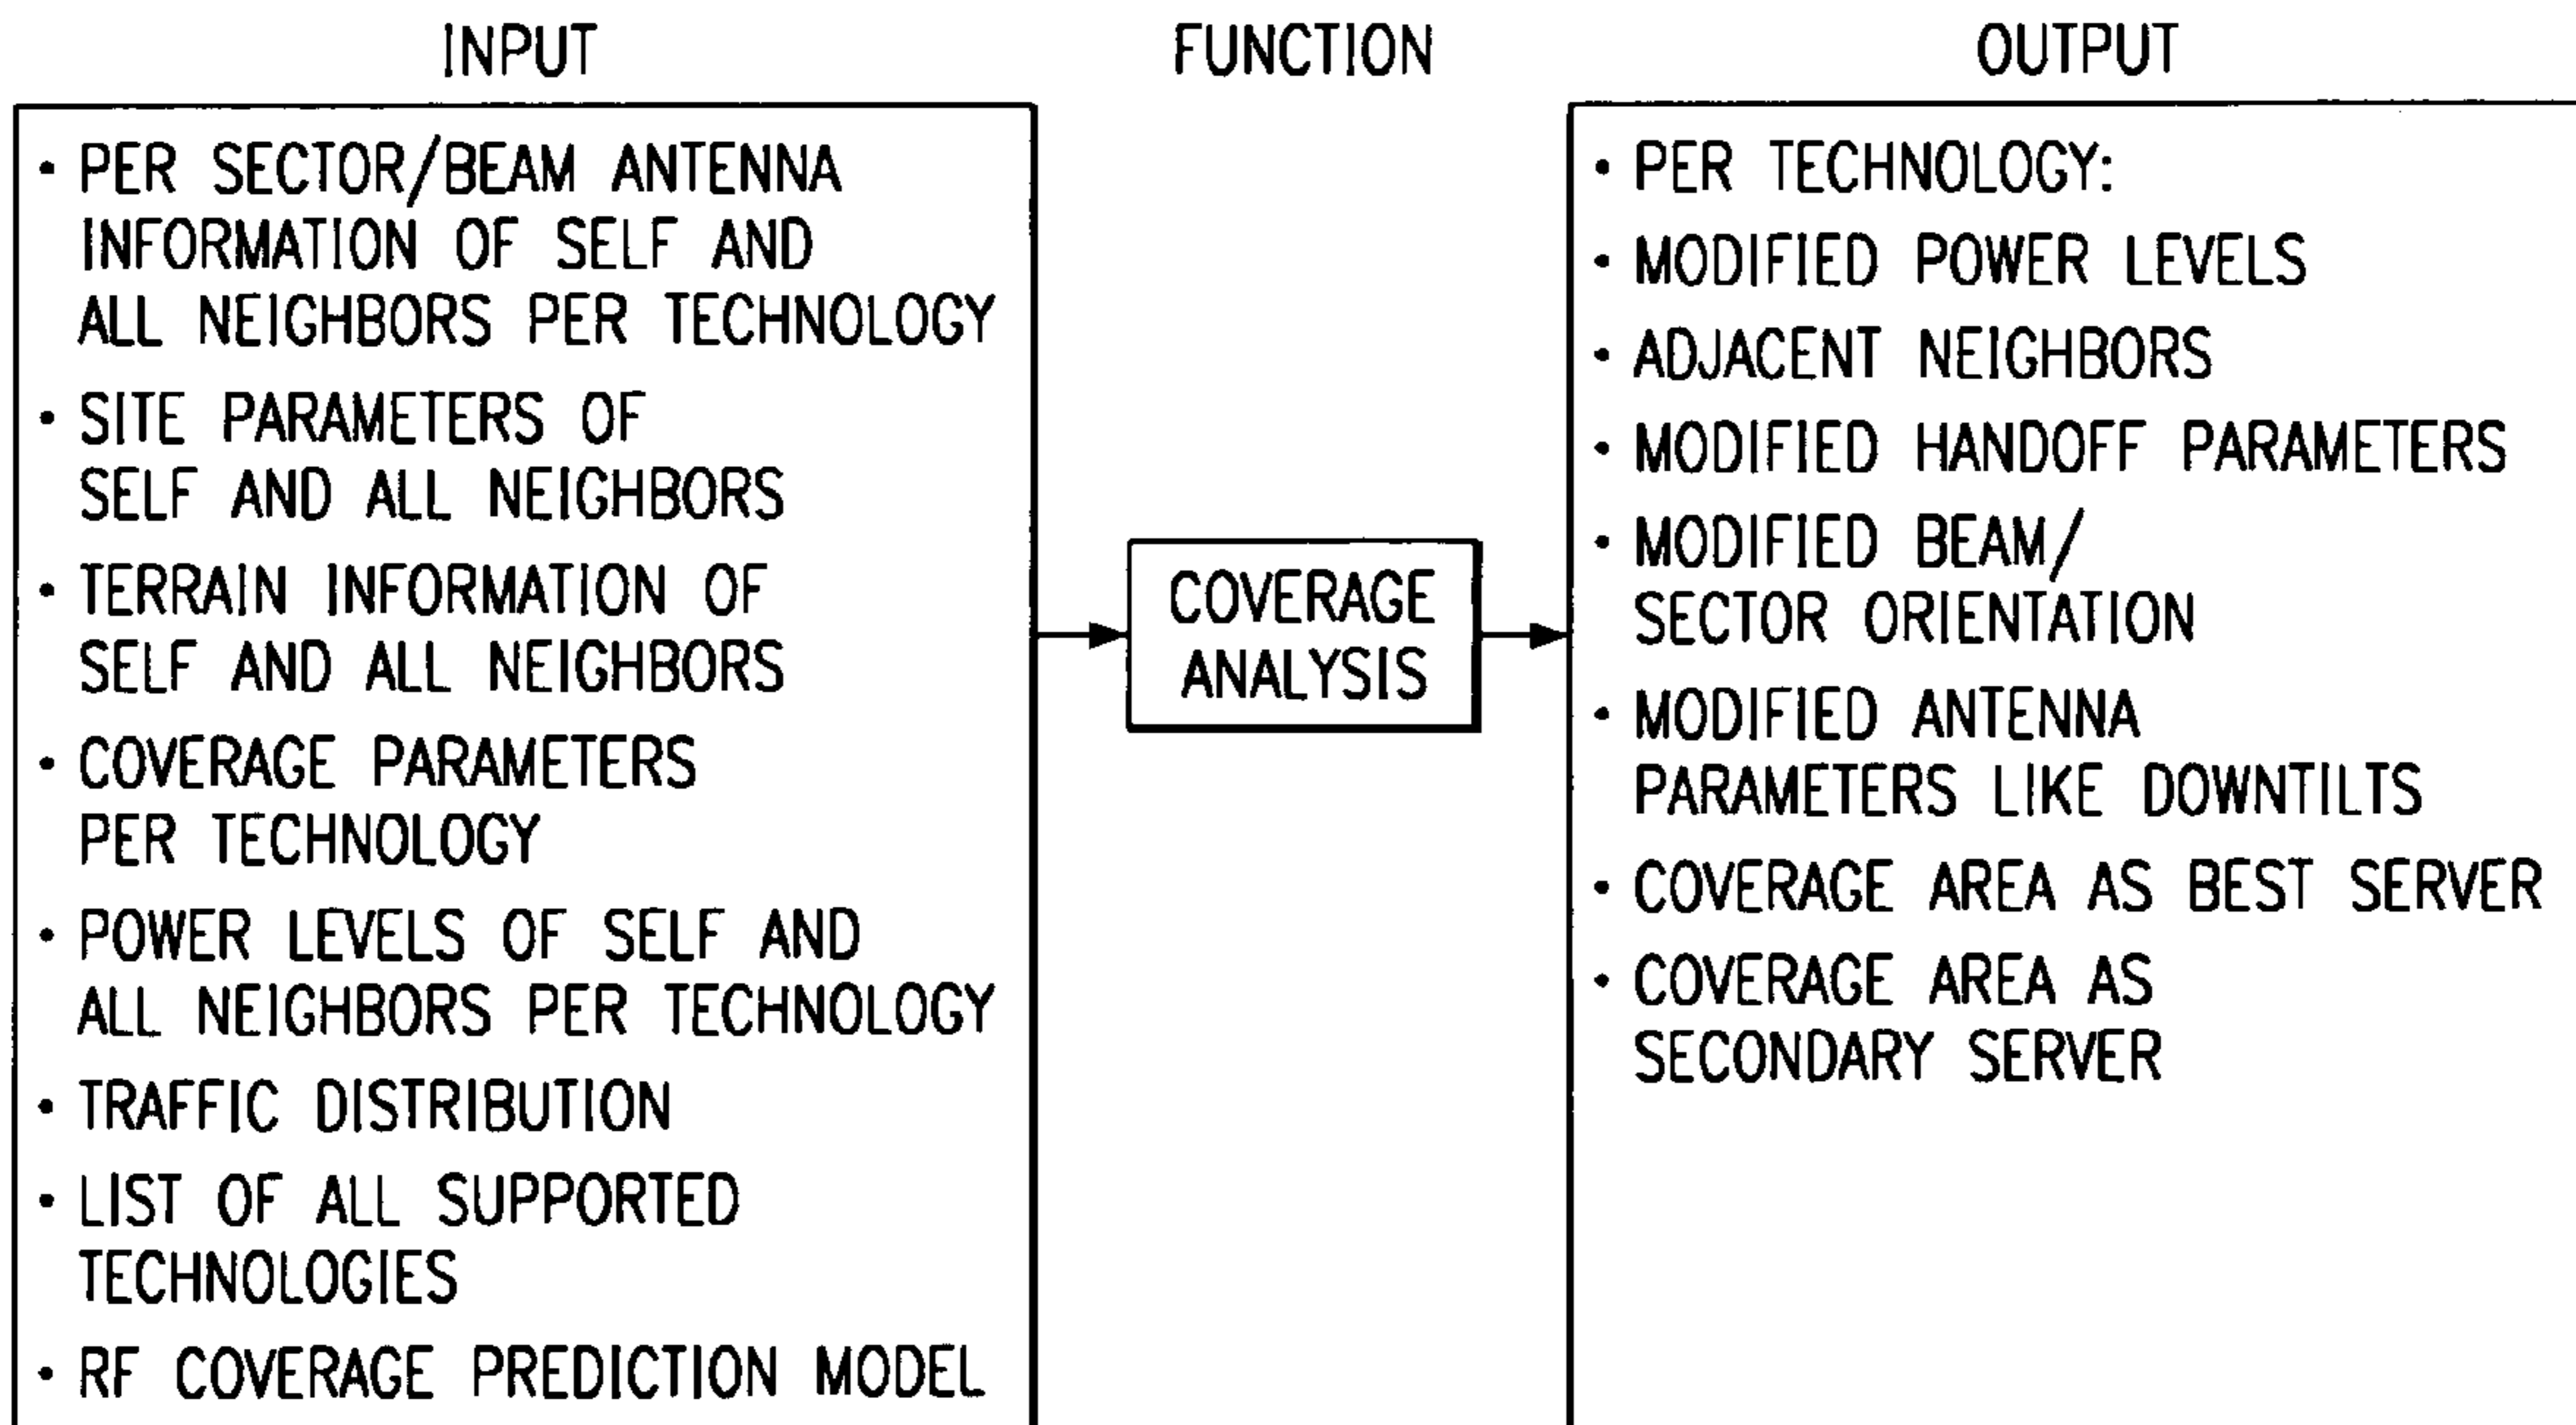 INPUT
· PER SECTOR/BEAM ANTENNA
INFORMATION OF SELF AND
ALL NEIGHBORS PER TECHNOLOGY
· SITE PARAMETERS OF
SELF AND ALL NEIGHBORS
· TERRAIN INFORMATION OF
SELF AND ALL NEIGHBORS
· COVERAGE PARAMETERS
PER TECHNOLOGY
· POWER LEVELS OF SELF AND
ALL NEIGHBORS PER TECHNOLOGY
· TRAFFIC DISTRIBUTION
· LIST OF ALL SUPPORTED
TECHNOLOGIES
· RF COVERAGE PREDICTION MODEL
FUNCTION
COVERAGE
ANALYSIS
OUTPUT
· PER TECHNOLOGY:
· MODIFIED POWER LEVELS
· ADJACENT NEIGHBORS
· MODIFIED HANDOFF PARAMETERS
· MODIFIED BEAM/
SECTOR ORIENTATION
· MODIFIED ANTENNA
PARAMETERS LIKE DOWNTILTS
· COVERAGE AREA AS BEST SERVER
· COVERAGE AREA AS
SECONDARY SERVER